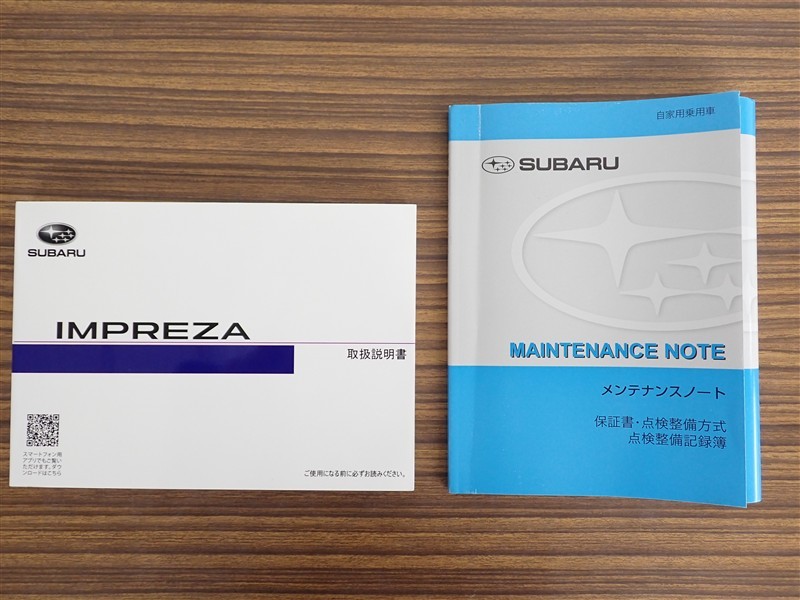 SUBARU
IMPREZA
取扱説明書
スマートフォン用
アプリでもご覧い
ただけます。ダウ
ンロードはこちら
ご使用になる前に必ずお読みください。
自家用乗用車
SUBARU
MAINTENANCE NOTE
メンテナンスノート
保証書・点検整備方式
点検整備記録簿